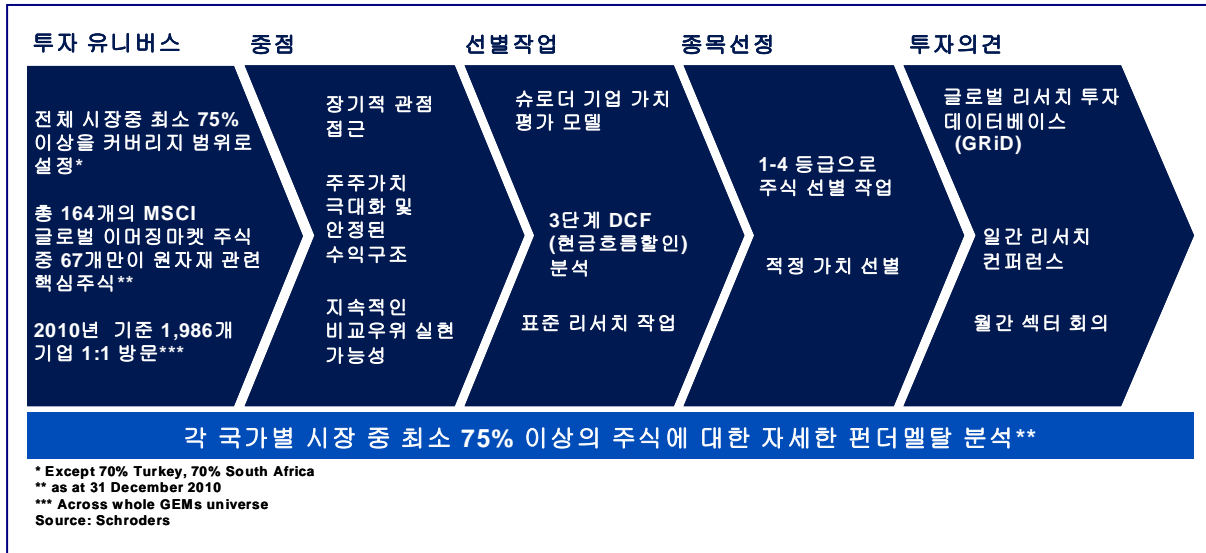 투자 유니버스
전체 시장중 최소 75%
이상을 커버리지 범위로
설정*
총 164개의 MSCI
글로벌 이머징마켓 주식
중 67개만이 원자재 관련
핵심주식**
2010년 기준 1,986개
기업 1:1 방문***
중점
장기적 관점
접근
주주가치
극대화 및
안정된
수익구조
지속적인
비교우위 실현
가능성
선별작업
슈로더 기업 가치
평가 모델
3단계 DCF
(현금흐름할인)
분석
표준 리서치 작업
종목선정
1-4 등급으로
주식 선별 작업
적정 가치 선별
투자의견
글로벌 리서치 투자
데이터베이스
(GRiD)
일간 리서치
컨퍼런스
월간 섹터 회의
각 국가별 시장 중 최소 75% 이상의 주식에 대한 자세한 펀더멜탈 분석**
* Except 70% Turkey, 70% South Africa
** as at 31 December 2010
*** Across whole GEMs universe
Source: Schroders